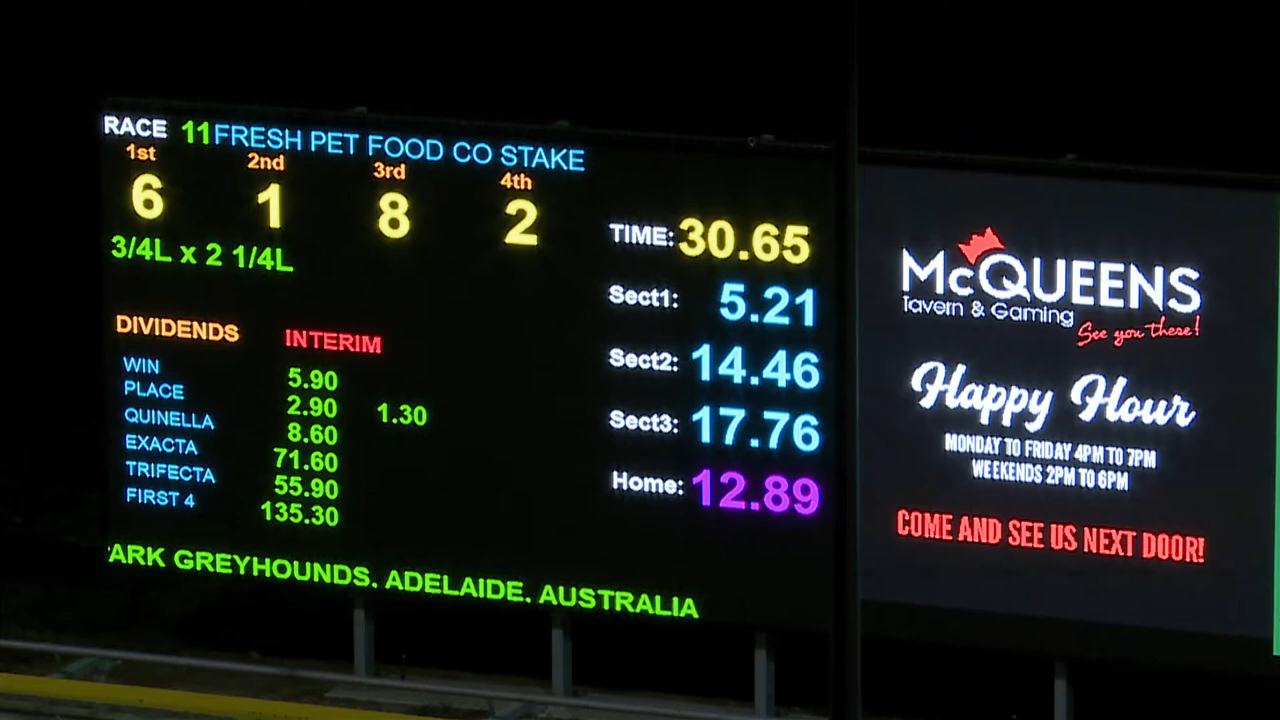 RACE 11 FRESH PET FOOD CO STAKE
1st 2nd 3rd 4th
6 1 8 2
3/4L x 2 1/4L
TIME: 30.65
Sect1: 5.21
Sect2: 14.46
Sect3: 17.76
Home: 12.89
DIVIDENDS INTERIM
WIN 5.90
PLACE 2.90 1.30
QUINELLA 8.60
EXACTA 71.60
TRIFECTA 55.90
FIRST 4 135.30
ARK GREYHOUNDS. ADELAIDE. AUSTRALIA
McQUEENS
Tavern & Gaming
See you there!
Happy Hour
MONDAY TO FRIDAY 4PM TO 7PM
WEEKENDS 2PM TO 6PM
COME AND SEE US NEXT DOOR!